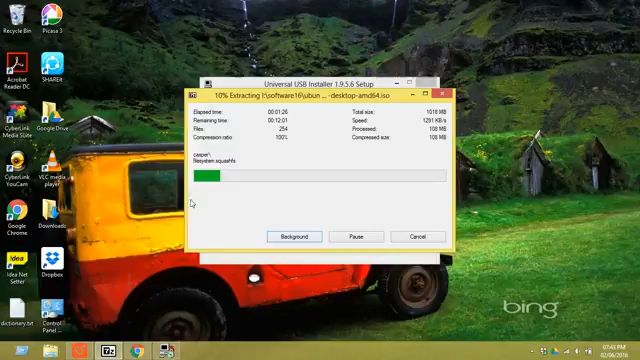 Recycle Bin
Picasa 3
Acrobat
Reader DC
SHAREit
CyberLink
Media Suite
Google Drive
CyberLink
YouCam
VLC media
player
Google
Chrome
Downloads
idea
Idea Net
Setter
Dropbox
dictionary.txt
Control
Panel ...
Universal USB Installer 1.9.5.6 Setup
7z
10% Extracting I:\software16\ubun ... -desktop-amd64.iso
Elapsed time: 00:01:26 Total size: 1018 MB
Remaining time: 00:12:01 Speed: 1291 KB/s
Files: 254 Processed: 108 MB
Compression ratio: 100% Compressed size: 108 MB
casper\
filesystem.squashfs
Background Pause Cancel
bing
7z
07:45 PM
02/06/2016